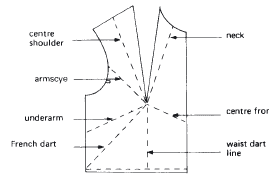 centre
shoulder
neck
armscye
underarm
centre fror
French dart
waist dart
line